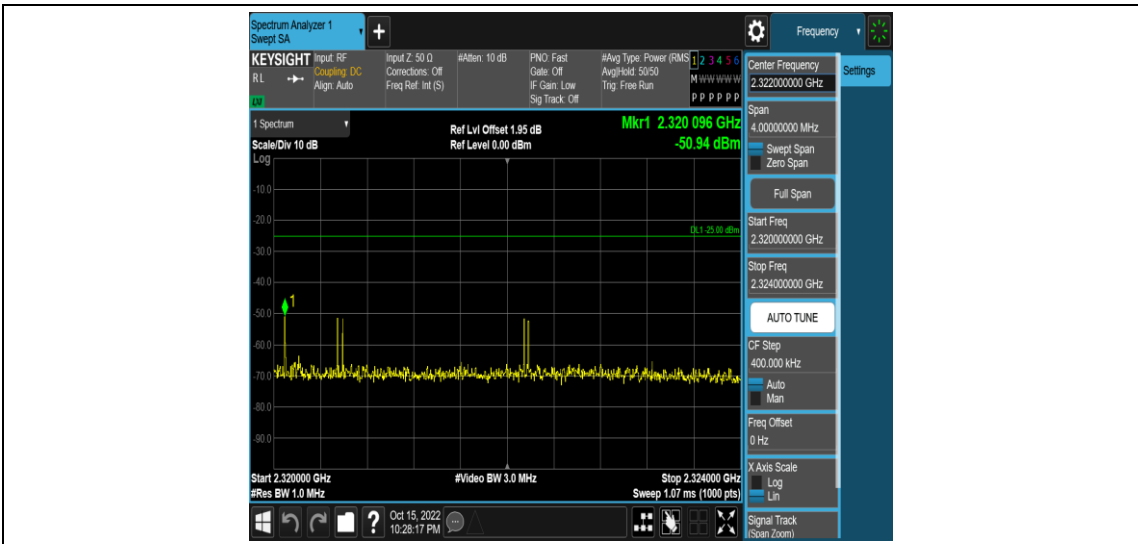 Spectrum Analyzer 1
Swept SA
+
Frequency
KEYSIGHT
RL
LXI
Input: RF
Coupling: DC
Align: Auto
Input Z: 50 Ω
Corrections: Off
Freq Ref: Int (S)
#Atten: 10 dB
PNO: Fast
Gate: Off
IF Gain: Low
Sig Track: Off
#Avg Type: Power (RMS
Avg|Hold: 50/50
Trig: Free Run
1 2 3 4 5 6
M W W W W W
P P P P P P
1 Spectrum
Scale/Div 10 dB
Log
Ref Lvl Offset 1.95 dB
Ref Level 0.00 dBm
Mkr1 2.320 096 GHz
-50.94 dBm
-10.0
-20.0
DL1 -25.00 dBm
-30.0
-40.0
1
-50.0
-60.0
-70.0
-80.0
-90.0
Start 2.320000 GHz
#Res BW 1.0 MHz
#Video BW 3.0 MHz
Stop 2.324000 GHz
Sweep 1.07 ms (1000 pts)
?
Oct 15, 2022
10:28:17 PM
Center Frequency
2.322000000 GHz
Settings
Span
4.00000000 MHz
Swept Span
Zero Span
Full Span
Start Freq
2.320000000 GHz
Stop Freq
2.324000000 GHz
AUTO TUNE
CF Step
400.000 kHz
Auto
Man
Freq Offset
0 Hz
X Axis Scale
Log
Lin
Signal Track
(Span Zoom)